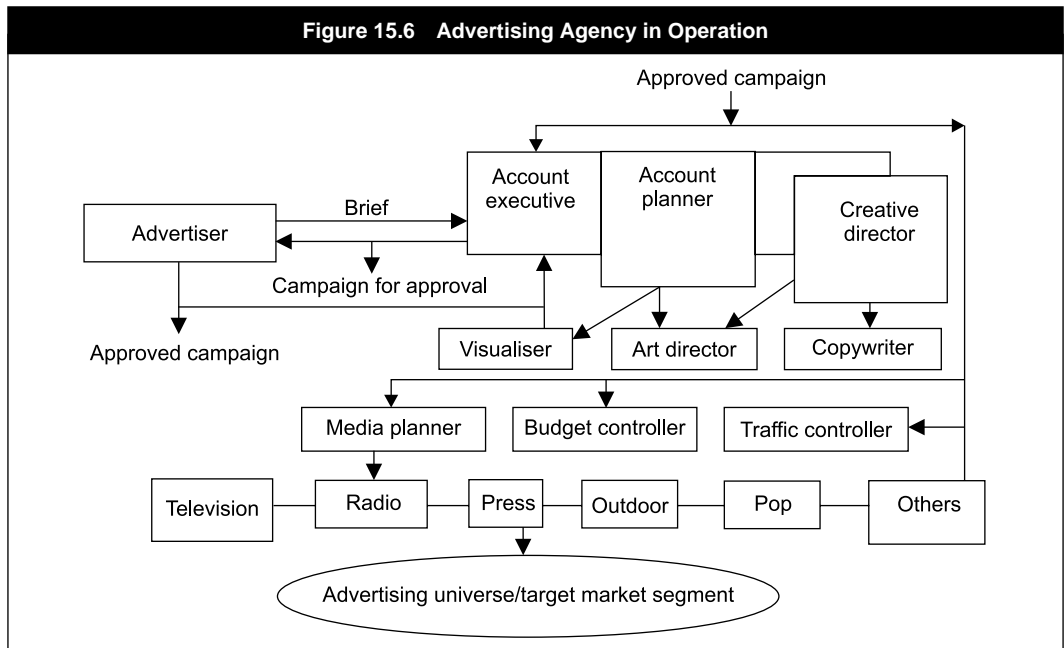 Figure 15.6 Advertising Agency in Operation
Approved campaign
Account
executive
Account
planner
Creative
director
Brief
Advertiser
Campaign for approval
Approved campaign
Visualiser
Art director
Copywriter
Media planner
Budget controller
Traffic controller
Television
Radio
Press
Outdoor
Pop
Others
Advertising universe/target market segment